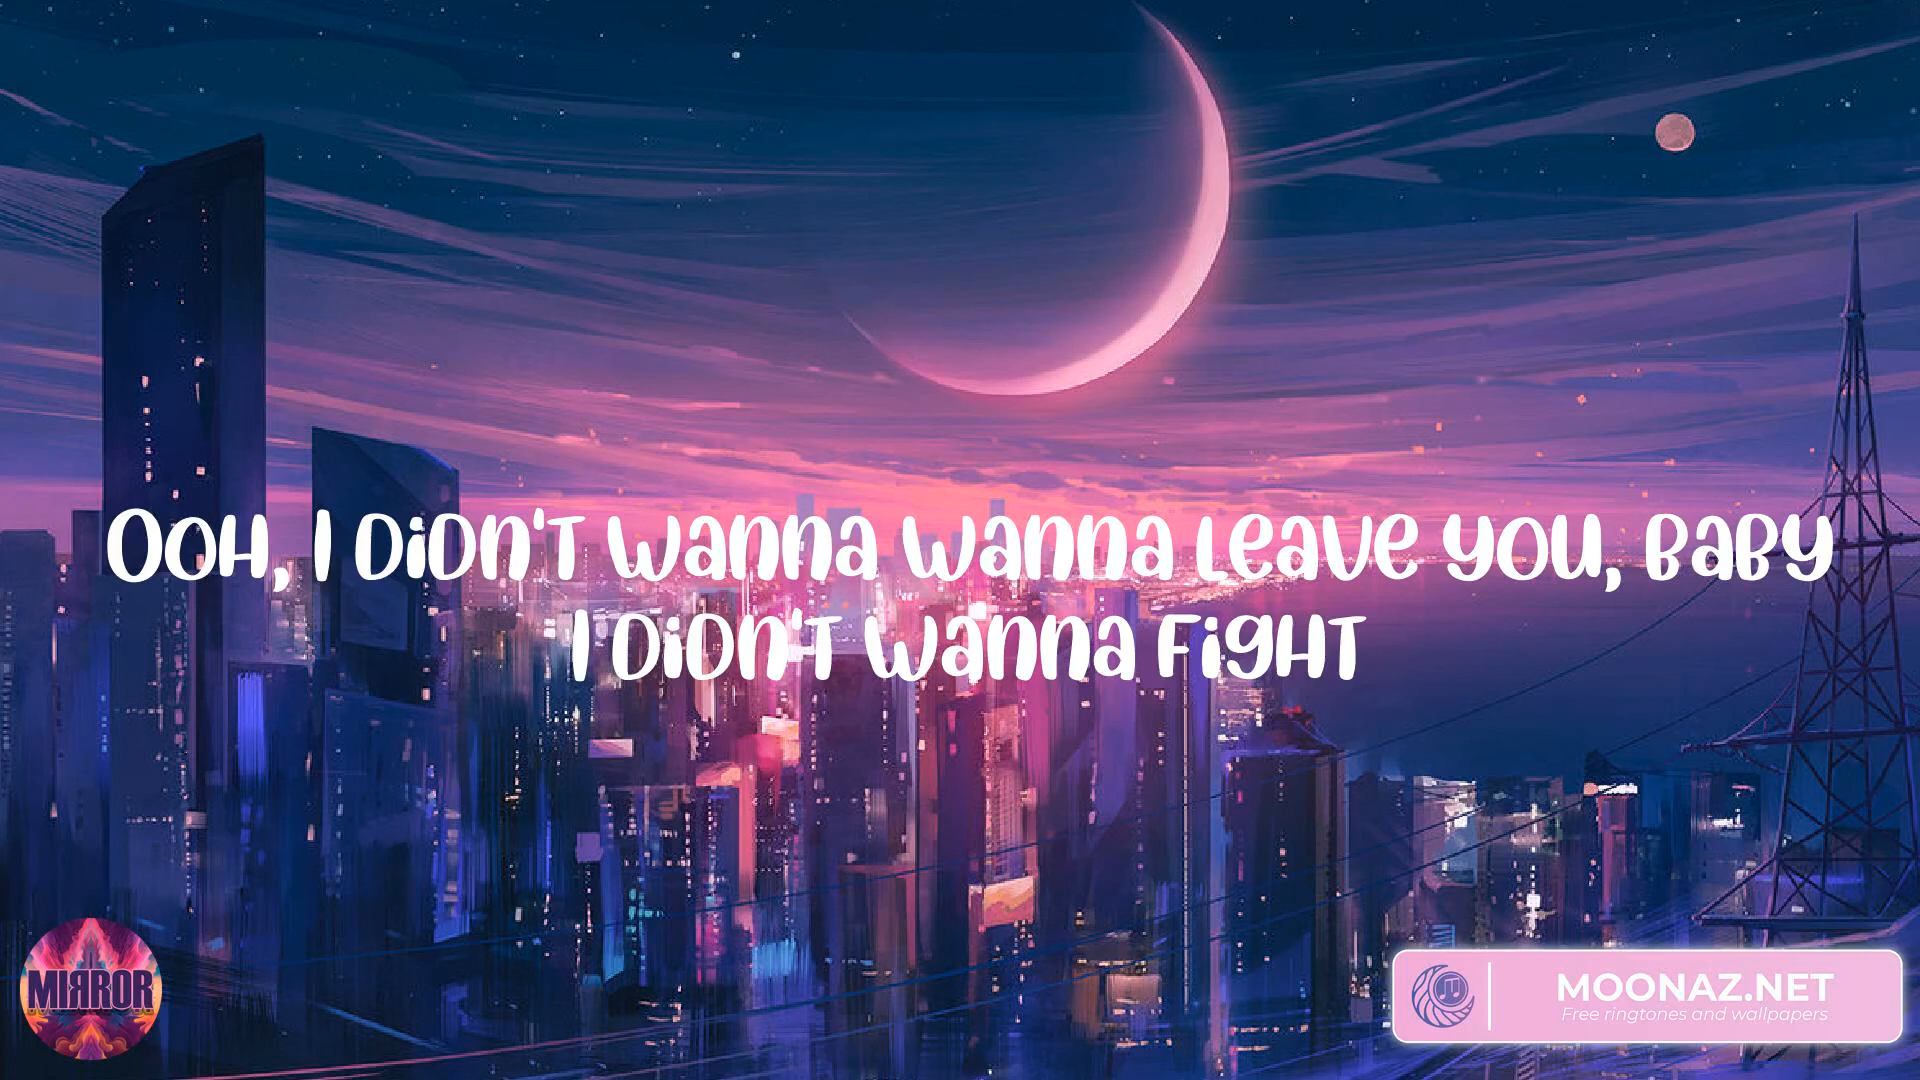 Ooh, I didn't wanna wanna leave you, baby
I didn't wanna fight
MIRROR
MOONAZ.NET
Free ringtones and wallpapers